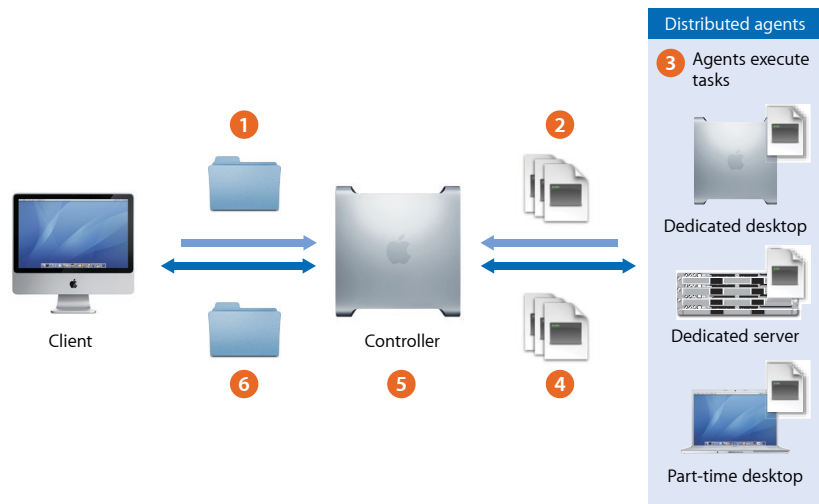 Distributed agents
3 Agents execute
tasks
1
2
Dedicated desktop
Client
Controller
Dedicated server
6
5
4
Part-time desktop